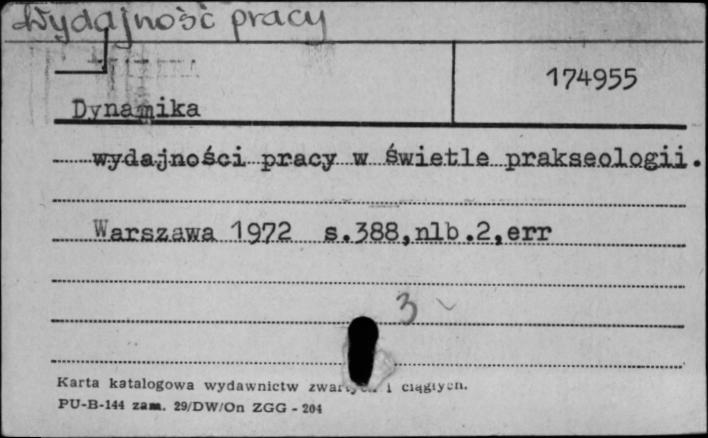 Wydajność pracy
174955
Dynamika
wydajności pracy w świetle prakseologii.
Warszawa 1972 s.388,nlb.2,err
3
Karta katalogowa wydawnictw zwartych i ciągłych.
PU-B-144 zam. 29/DW/On ZGG - 204